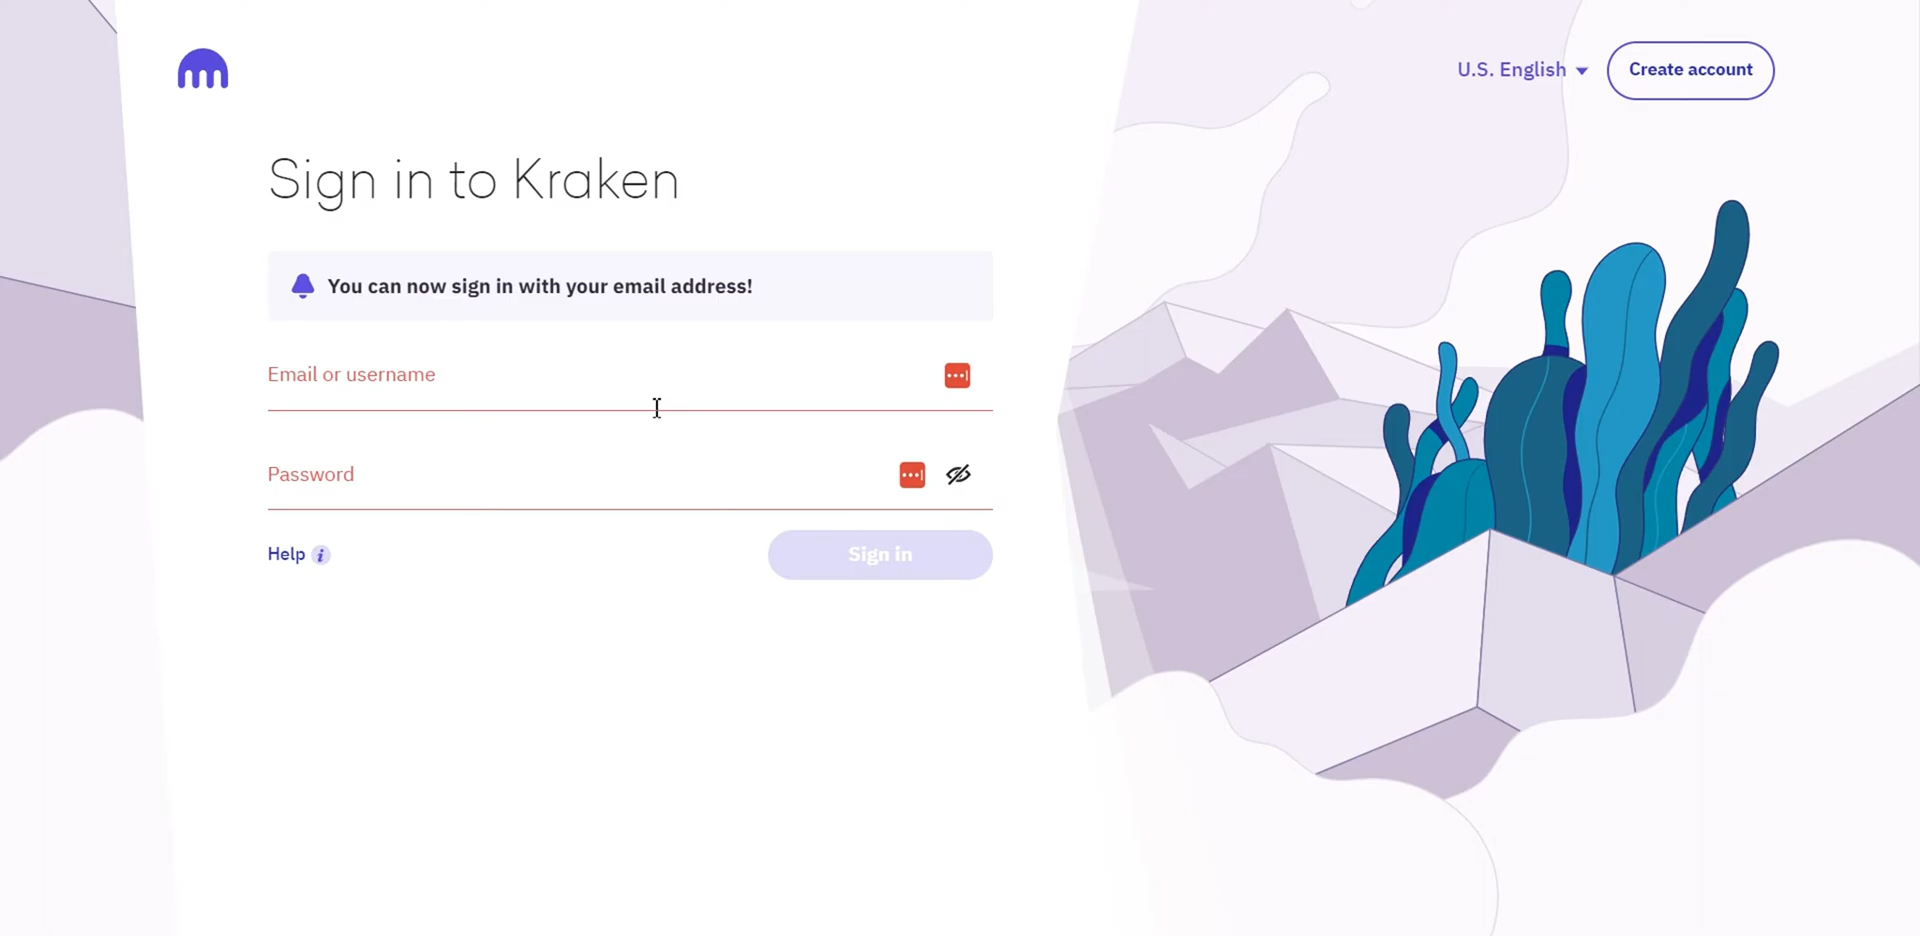 U.S. English
Create account
Sign in to Kraken
You can now sign in with your email address!
Email or username
Password
Help
Sign in